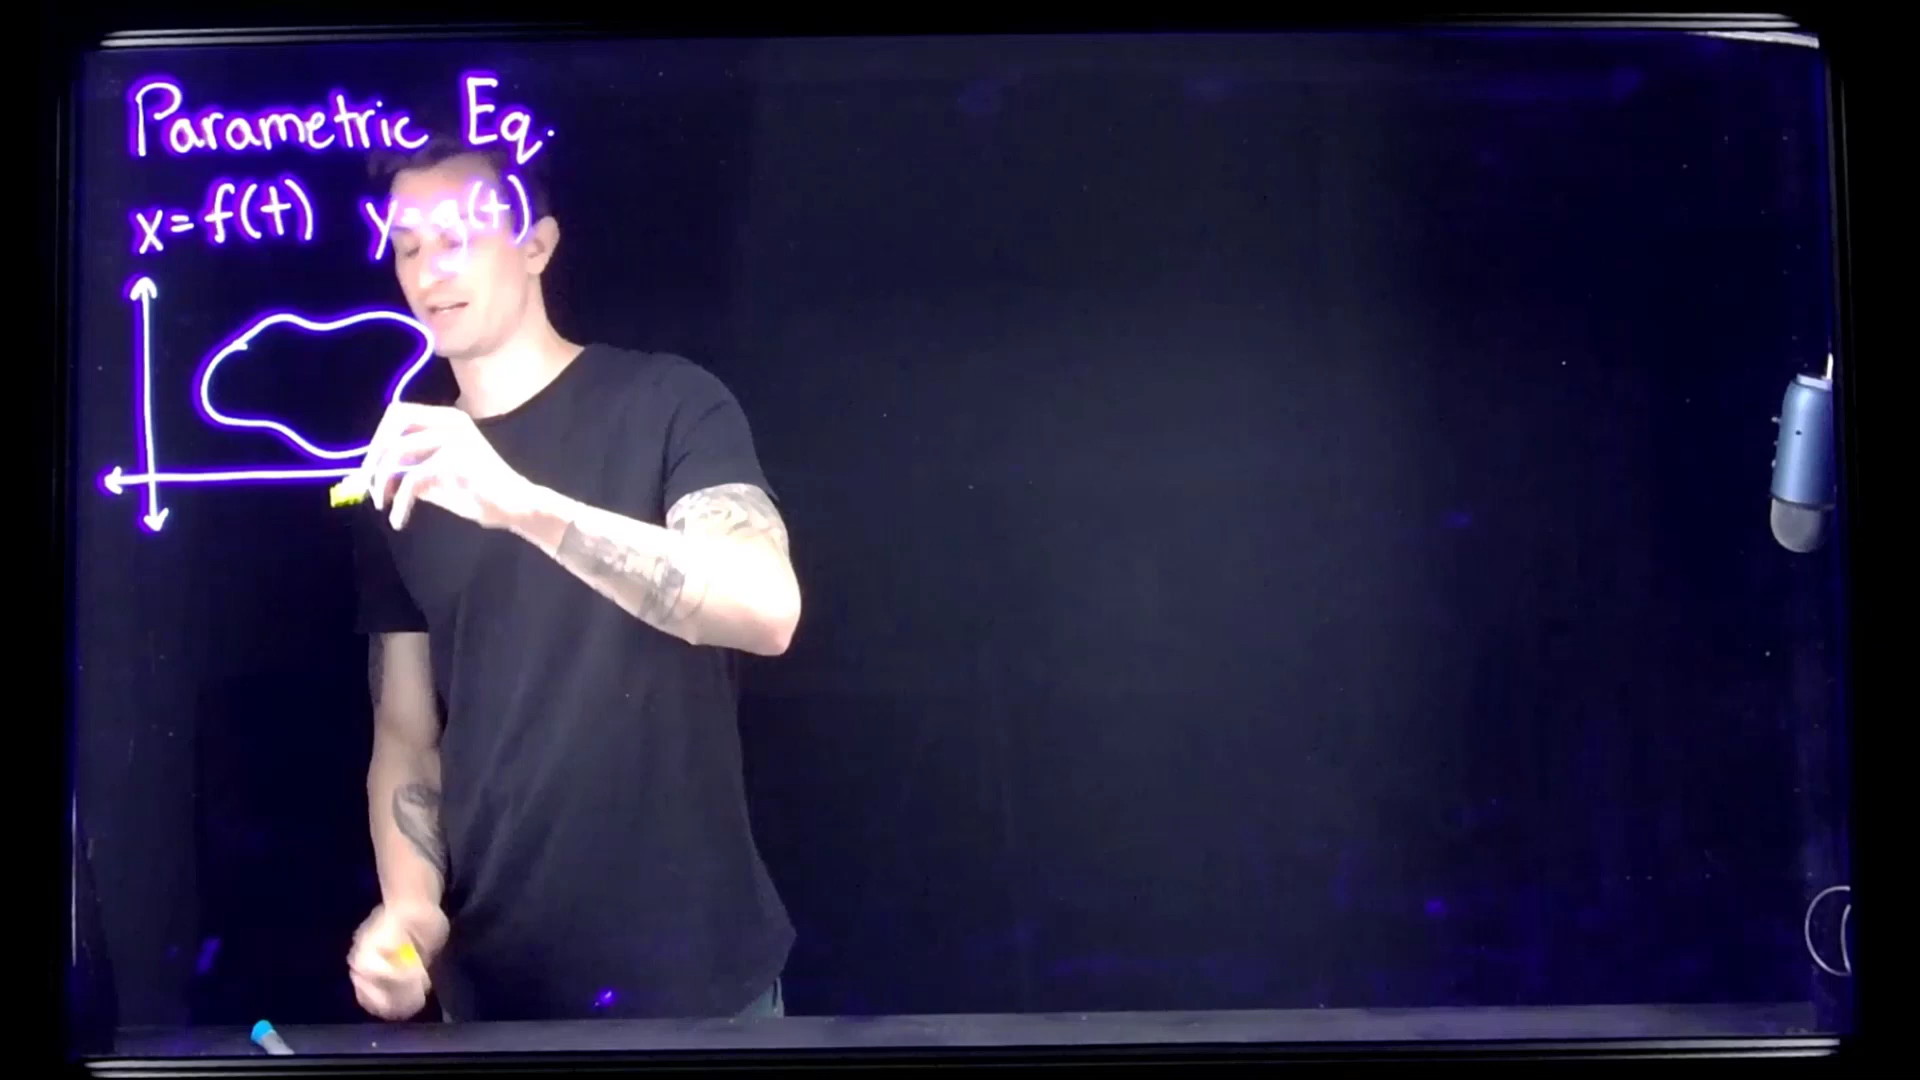 Parametric Eq.
x=f(t) y=g(t)